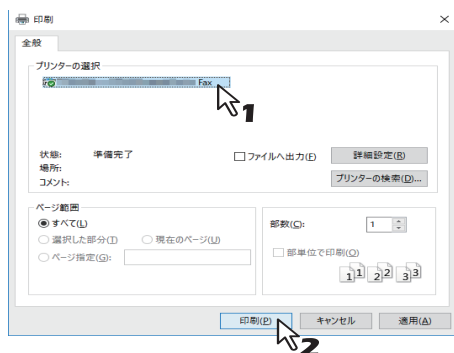 印刷
全般
プリンターの選択
Fax
1
状態: 準備完了
場所:
コメント:
ファイルへ出力(F)
詳細設定(R)
プリンターの検索(D)...
ページ範囲
すべて(L)
選択した部分(T) 現在のページ(U)
ページ指定(G):
部数(C): 1
部単位で印刷(O)
1 1 2 2 3 3
印刷(P) キャンセル 適用(A)
2